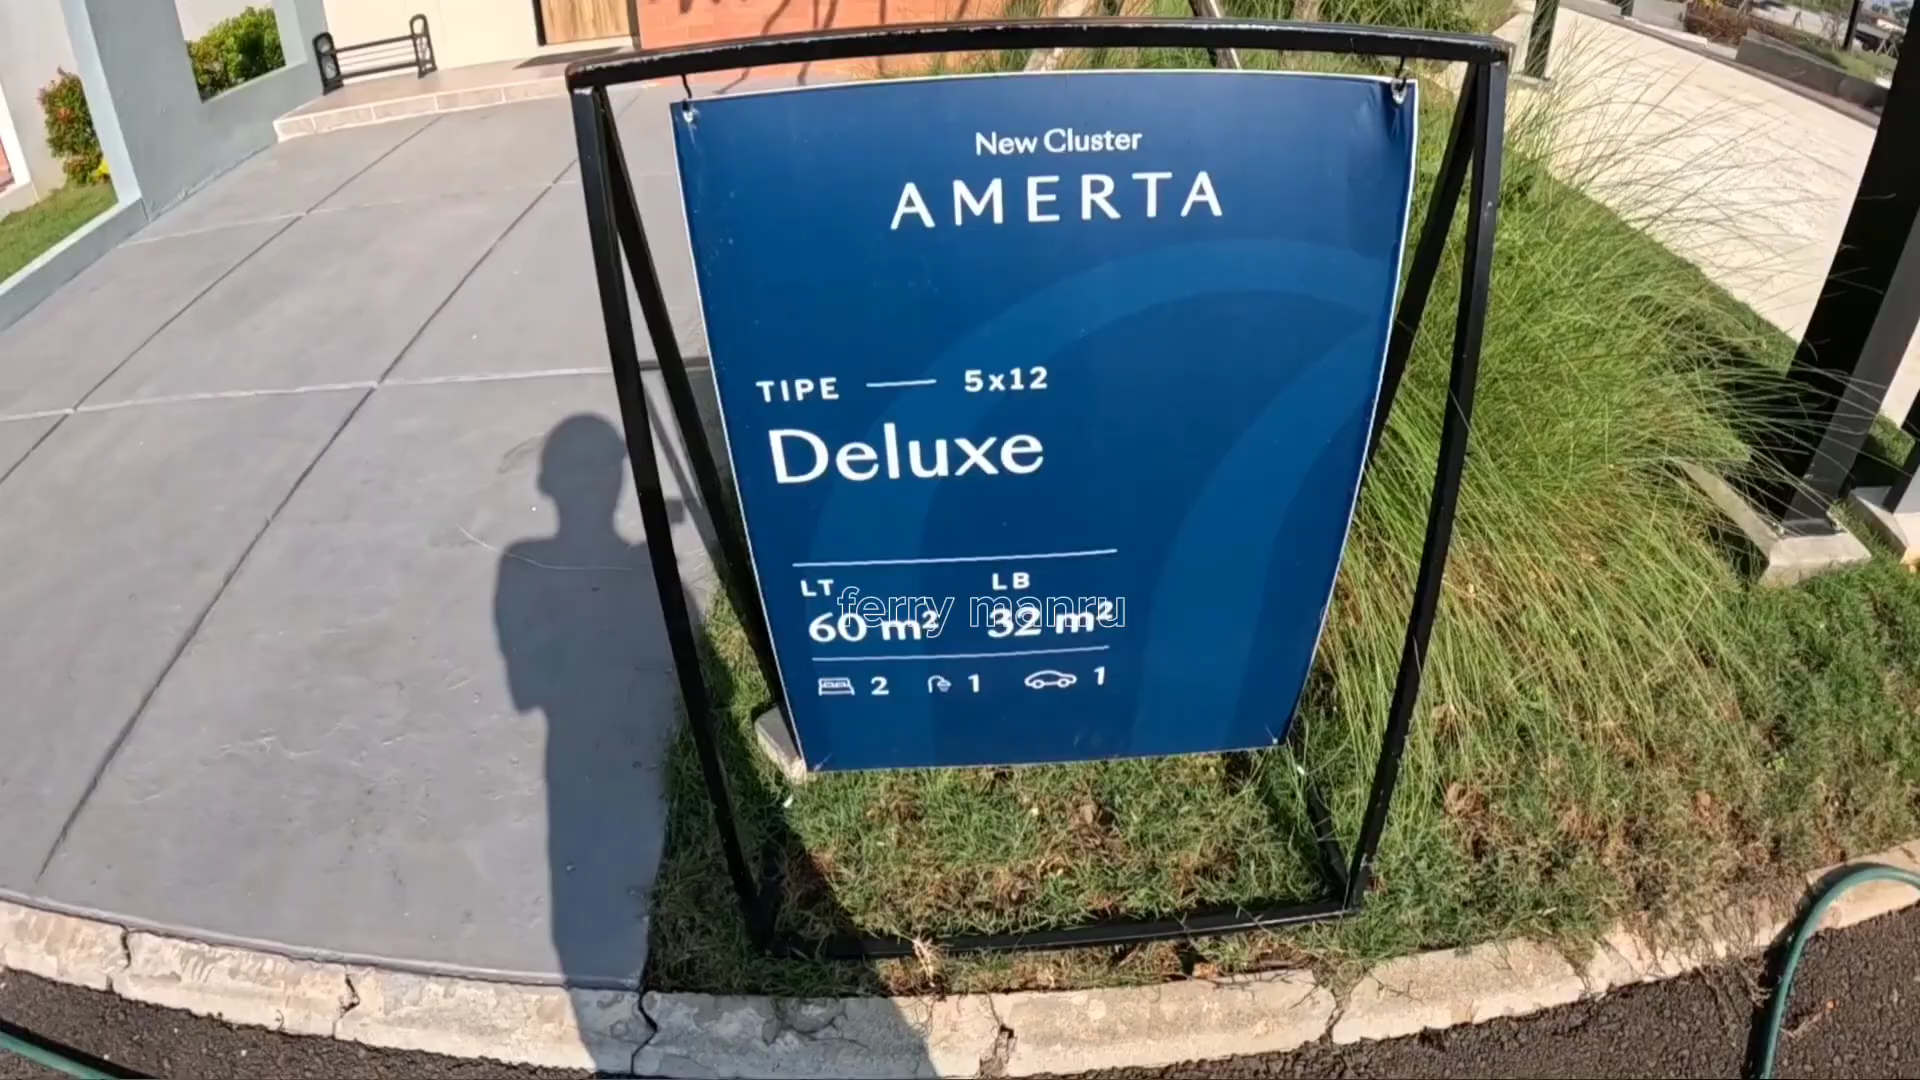 New Cluster
AMERTA
TIPE — 5x12
Deluxe
LT LB
60 m² 32 m²
ferry manru
2 1 1